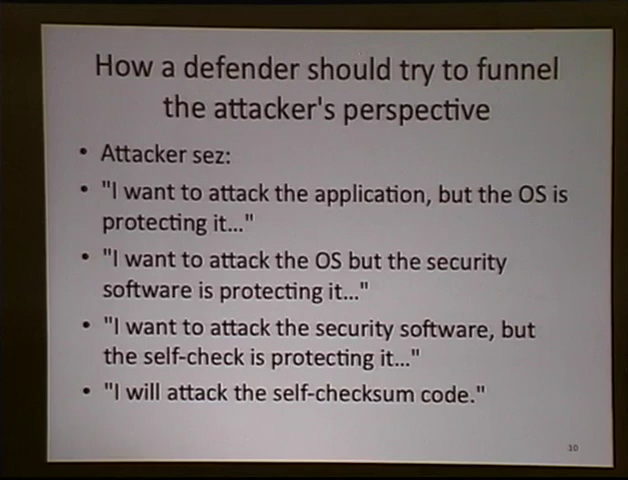 How a defender should try to funnel
the attacker's perspective
• Attacker sez:
• "I want to attack the application, but the OS is
protecting it..."
• "I want to attack the OS but the security
software is protecting it..."
• "I want to attack the security software, but
the self-check is protecting it..."
• "I will attack the self-checksum code."
10